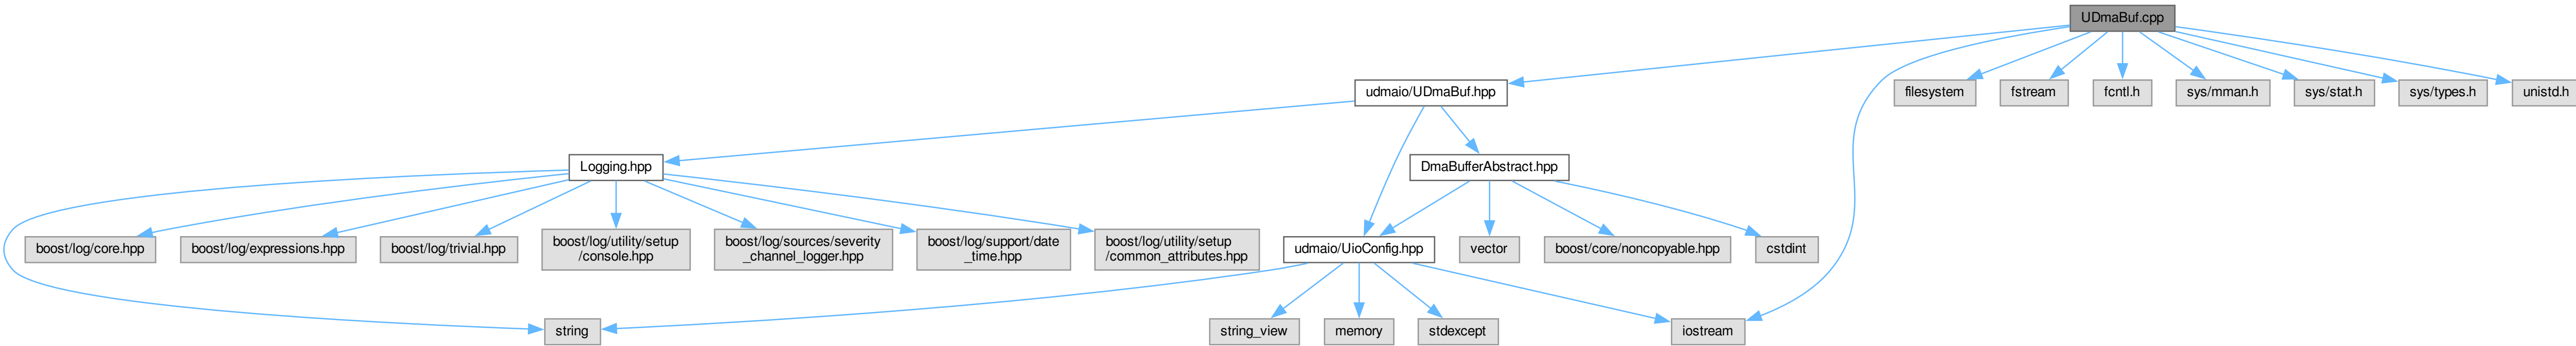 UDmaBuf.cpp
udmaio/UDmaBuf.hpp
filesystem
fstream
fcntl.h
sys/mman.h
sys/stat.h
sys/types.h
unistd.h
Logging.hpp
DmaBufferAbstract.hpp
boost/log/core.hpp
boost/log/expressions.hpp
boost/log/trivial.hpp
boost/log/utility/setup
/console.hpp
boost/log/sources/severity
_channel_logger.hpp
boost/log/support/date
_time.hpp
boost/log/utility/setup
/common_attributes.hpp
udmaio/UioConfig.hpp
vector
boost/core/noncopyable.hpp
cstdint
string
string_view
memory
stdexcept
iostream